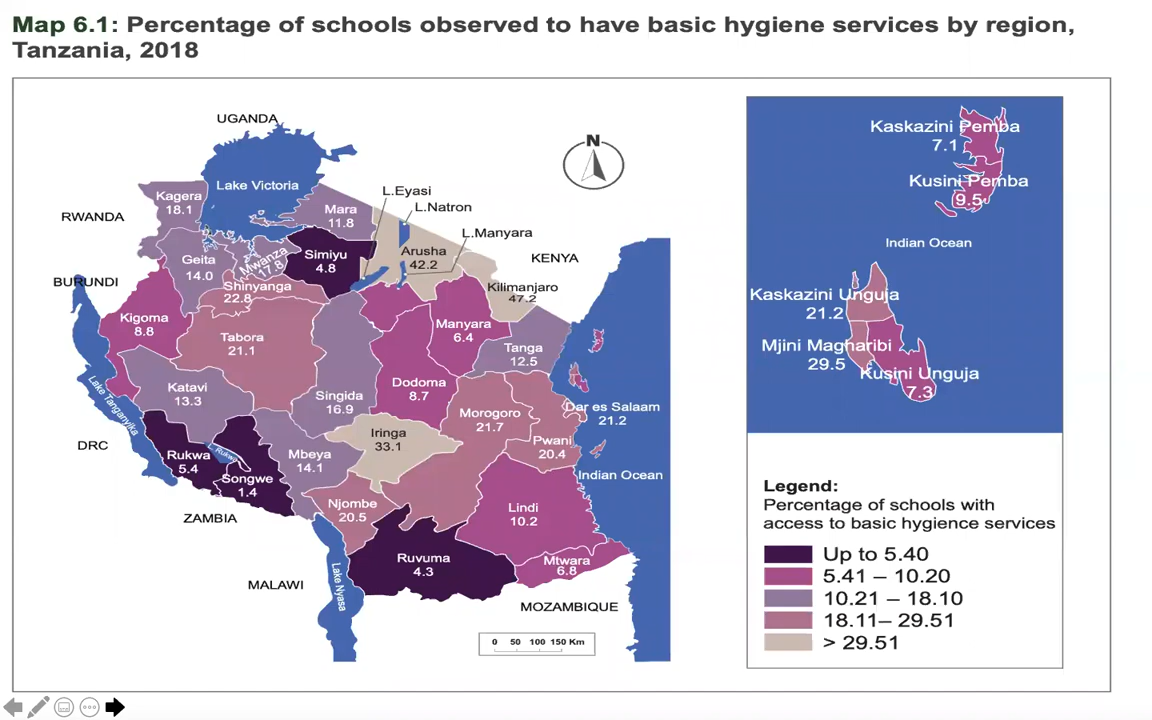 Map 6.1: Percentage of schools observed to have basic hygiene services by region,
Tanzania, 2018
UGANDA
N
Kaskazini Pemba
7.1
Lake Victoria
Kagera
18.1
L.Eyasi
L.Natron
Kusini Pemba
9.5
RWANDA
Mara
11.8
L.Manyara
Indian Ocean
Simiyu
4.8
Arusha
42.2
KENYA
Geita
14.0
Mwanza
17.8
BURUNDI
Shinyanga
22.8
Kilimanjaro
47.2
Kaskazini Unguja
21.2
Kigoma
8.8
Manyara
6.4
Tabora
21.1
Tanga
12.5
Mjini Magharibi
29.5
Kusini Unguja
7.3
Katavi
13.3
Lake Tanganyika
Singida
16.9
Dodoma
8.7
Morogoro
21.7
Dar es Salaam
21.2
DRC
Iringa
33.1
Pwani
20.4
Rukwa
5.4
L. Rukwa
Mbeya
14.1
Indian Ocean
Songwe
1.4
ZAMBIA
Njombe
20.5
Lindi
10.2
Ruvuma
4.3
Mtwara
6.8
MALAWI
Lake Nyasa
MOZAMBIQUE
0 50 100 150 Km
Legend:
Percentage of schools with
access to basic hygience services
Up to 5.40
5.41 – 10.20
10.21 – 18.10
18.11– 29.51
> 29.51